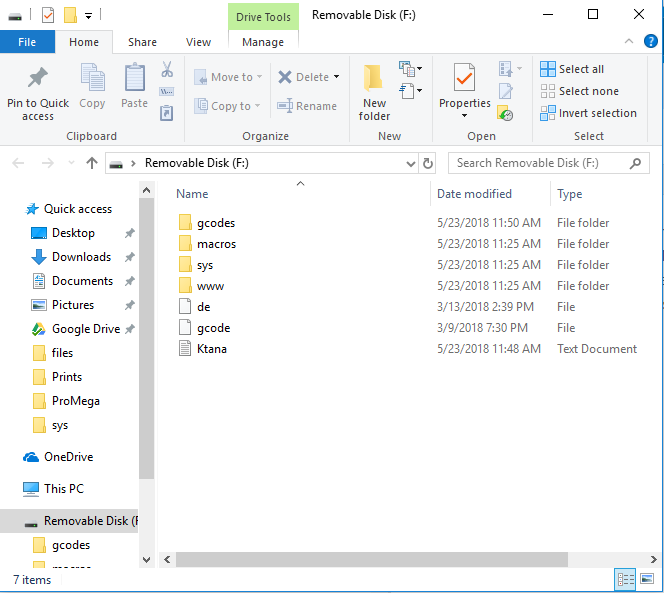 Drive Tools
Removable Disk (F:)
File
Home
Share
View
Manage
Pin to Quick access
Copy
Paste
Move to
Copy to
Delete
Rename
New folder
Properties
Open
Select all
Select none
Invert selection
Clipboard
Organize
New
Open
Select
Removable Disk (F:)
Search Removable Disk (F:)
Quick access
Desktop
Downloads
Documents
Pictures
Google Drive
files
Prints
ProMega
sys
OneDrive
This PC
Removable Disk (F
gcodes
macros
Name Date modified Type
gcodes 5/23/2018 11:50 AM File folder
macros 5/23/2018 11:25 AM File folder
sys 5/23/2018 11:25 AM File folder
www 5/23/2018 11:25 AM File folder
de 3/13/2018 2:39 PM File
gcode 3/9/2018 7:30 PM File
Ktana 5/23/2018 11:48 AM Text Document
7 items